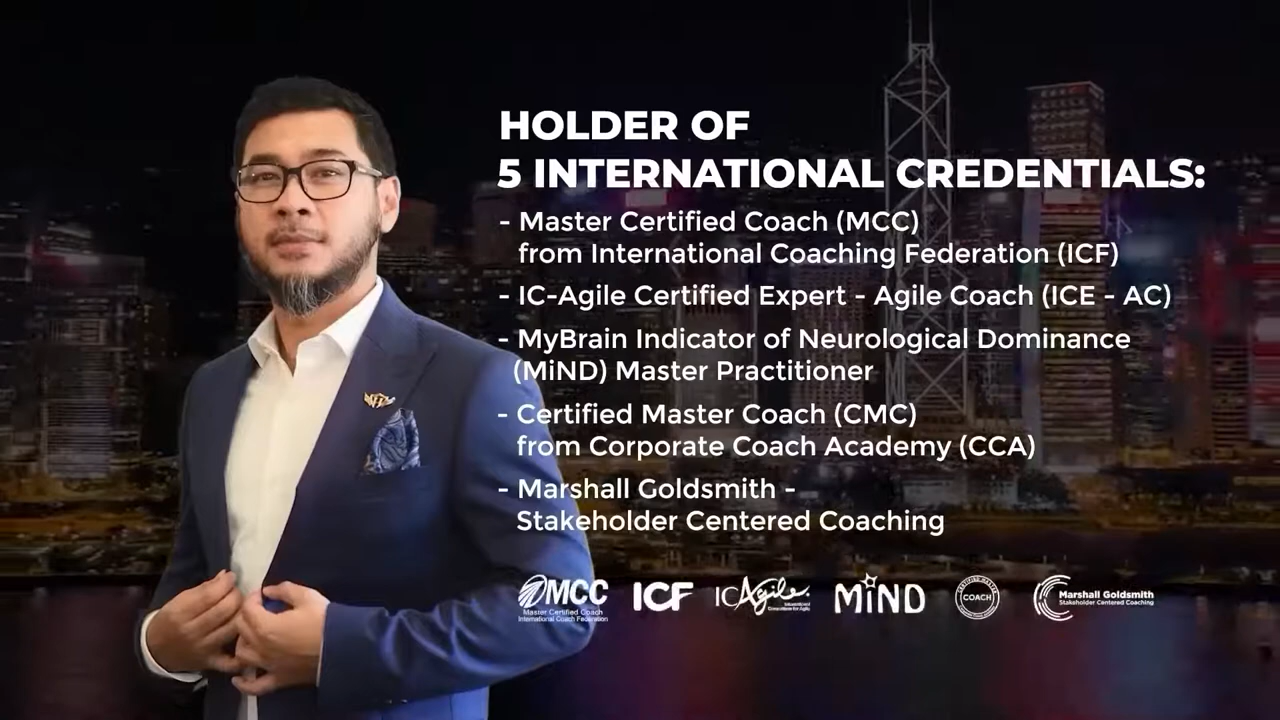 HOLDER OF
5 INTERNATIONAL CREDENTIALS:
- Master Certified Coach (MCC)
from International Coaching Federation (ICF)
- IC-Agile Certified Expert - Agile Coach (ICE - AC)
- MyBrain Indicator of Neurological Dominance
(MiND) Master Practitioner
- Certified Master Coach (CMC)
from Corporate Coach Academy (CCA)
- Marshall Goldsmith -
Stakeholder Centered Coaching
MCC
Master Certified Coach
International Coach Federation
ICF
ICAgile
MiND
COACH
Marshall Goldsmith
Stakeholder Centered Coaching